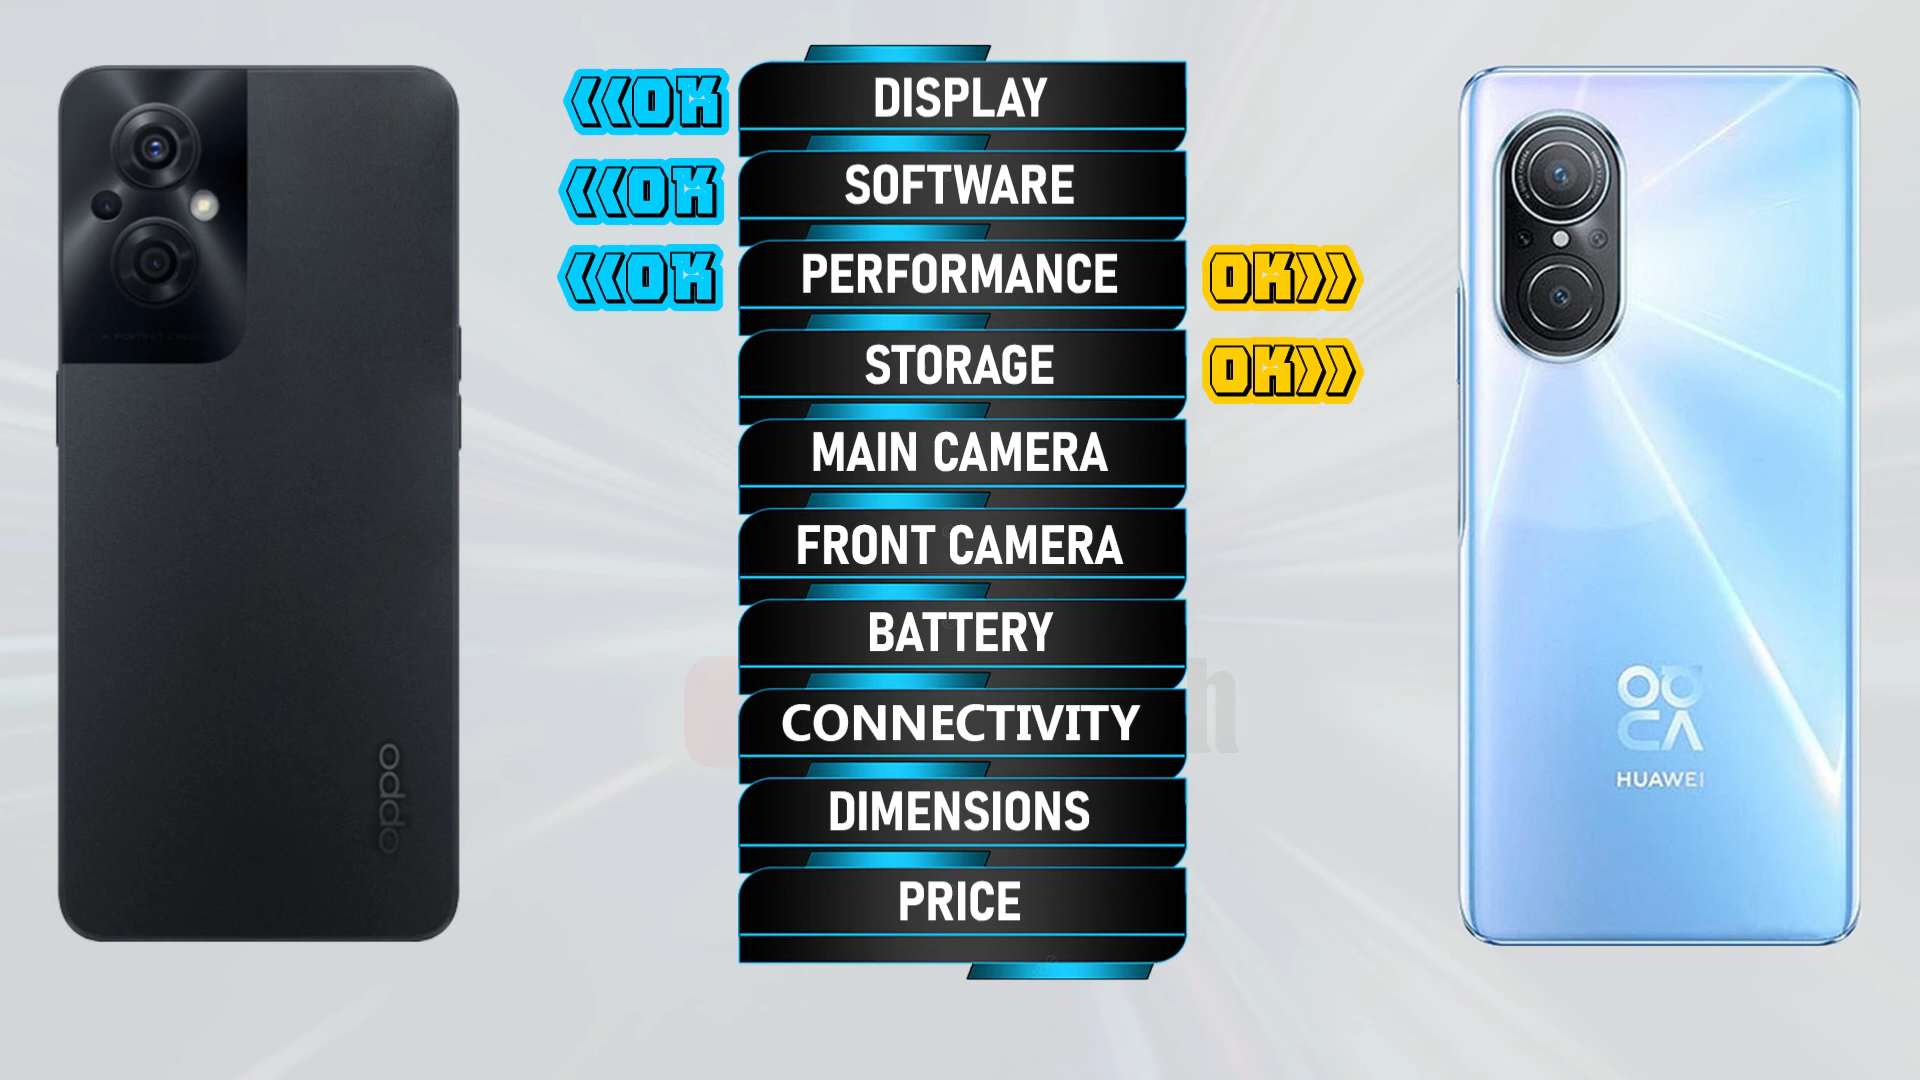 <<OK DISPLAY
<<OK SOFTWARE
<<OK PERFORMANCE OK>>
STORAGE OK>>
MAIN CAMERA
FRONT CAMERA
BATTERY
CONNECTIVITY
DIMENSIONS
PRICE
oppo
HUAWEI